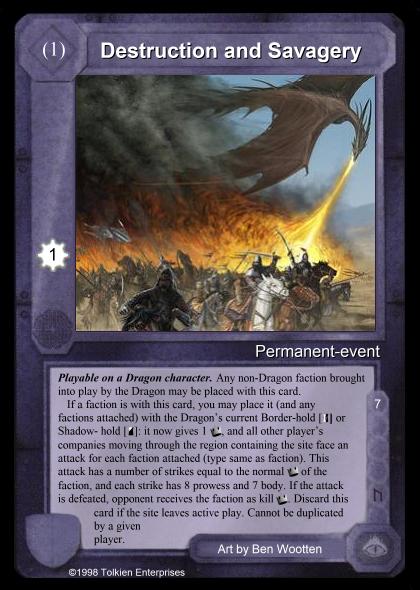 (1)
Destruction and Savagery
1
Permanent-event
Playable on a Dragon character. Any non-Dragon faction brought
into play by the Dragon may be placed with this card.
If a faction is with this card, you may place it (and any
factions attached) with the Dragon's current Border-hold [ ] or
Shadow- hold [ ]: it now gives 1 , and all other player's
companies moving through the region containing the site face an
attack for each faction attached (type same as faction). This
attack has a number of strikes equal to the normal of the
faction, and each strike has 8 prowess and 7 body. If the attack
is defeated, opponent receives the faction as kill . Discard this
card if the site leaves active play. Cannot be duplicated
by a given
player.
7
Art by Ben Wootten
©1998 Tolkien Enterprises